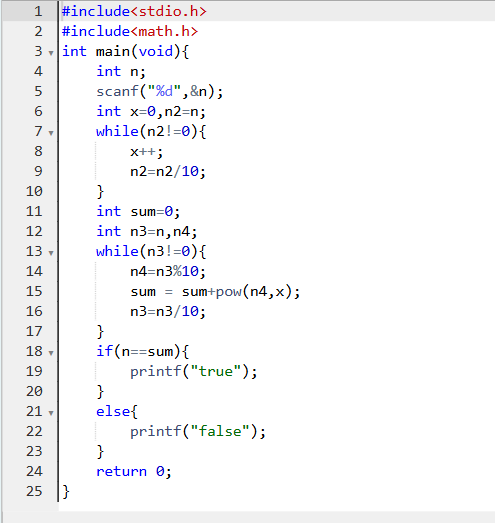 1 #include<stdio.h>
2 #include<math.h>
3 int main(void){
4     int n;
5     scanf("%d",&n);
6     int x=0,n2=n;
7     while(n2!=0){
8         x++;
9         n2=n2/10;
10     }
11     int sum=0;
12     int n3=n,n4;
13     while(n3!=0){
14         n4=n3%10;
15         sum = sum+pow(n4,x);
16         n3=n3/10;
17     }
18     if(n==sum){
19         printf("true");
20     }
21     else{
22         printf("false");
23     }
24     return 0;
25 }